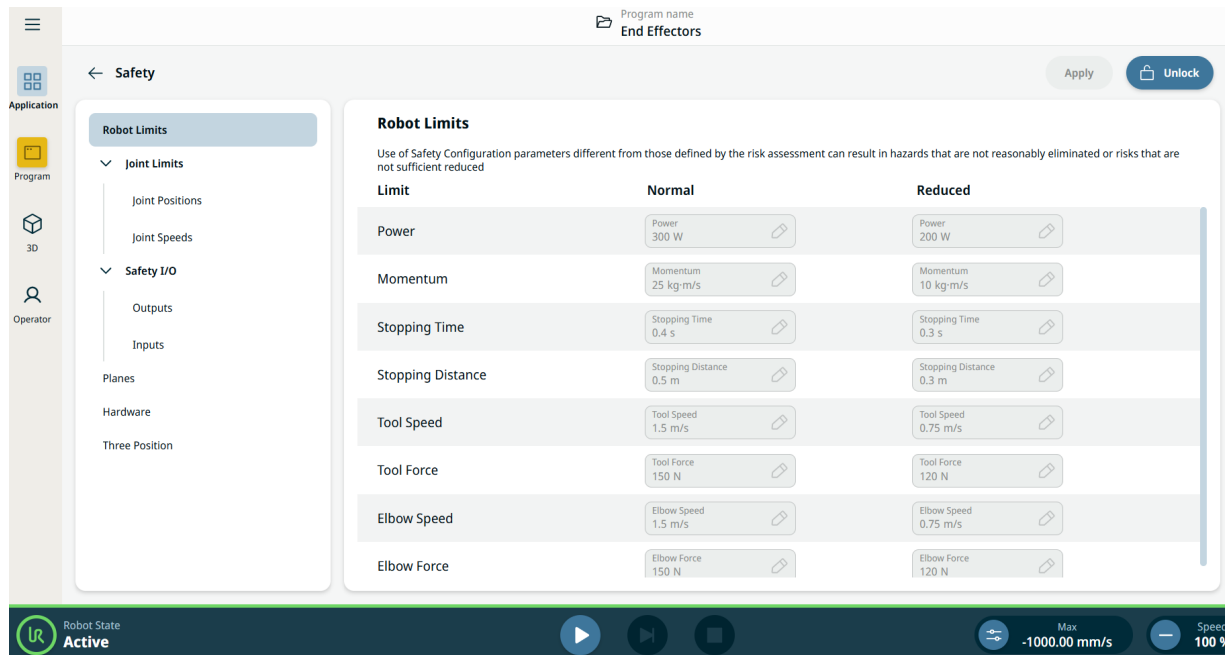 Program name
End Effectors
Safety
Apply
Unlock
Application
Program
3D
Operator
Robot Limits
Joint Limits
Joint Positions
Joint Speeds
Safety I/O
Outputs
Inputs
Planes
Hardware
Three Position
Robot Limits
Use of Safety Configuration parameters different from those defined by the risk assessment can result in hazards that are not reasonably eliminated or risks that are
not sufficient reduced
Limit Normal Reduced
Power
Power
300 W
Power
200 W
Momentum
Momentum
25 kg·m/s
Momentum
10 kg·m/s
Stopping Time
Stopping Time
0.4 s
Stopping Time
0.3 s
Stopping Distance
Stopping Distance
0.5 m
Stopping Distance
0.3 m
Tool Speed
Tool Speed
1.5 m/s
Tool Speed
0.75 m/s
Tool Force
Tool Force
150 N
Tool Force
120 N
Elbow Speed
Elbow Speed
1.5 m/s
Elbow Speed
0.75 m/s
Elbow Force
Elbow Force
150 N
Elbow Force
120 N
UR
Robot State
Active
Max
-1000.00 mm/s
Speed
100 %